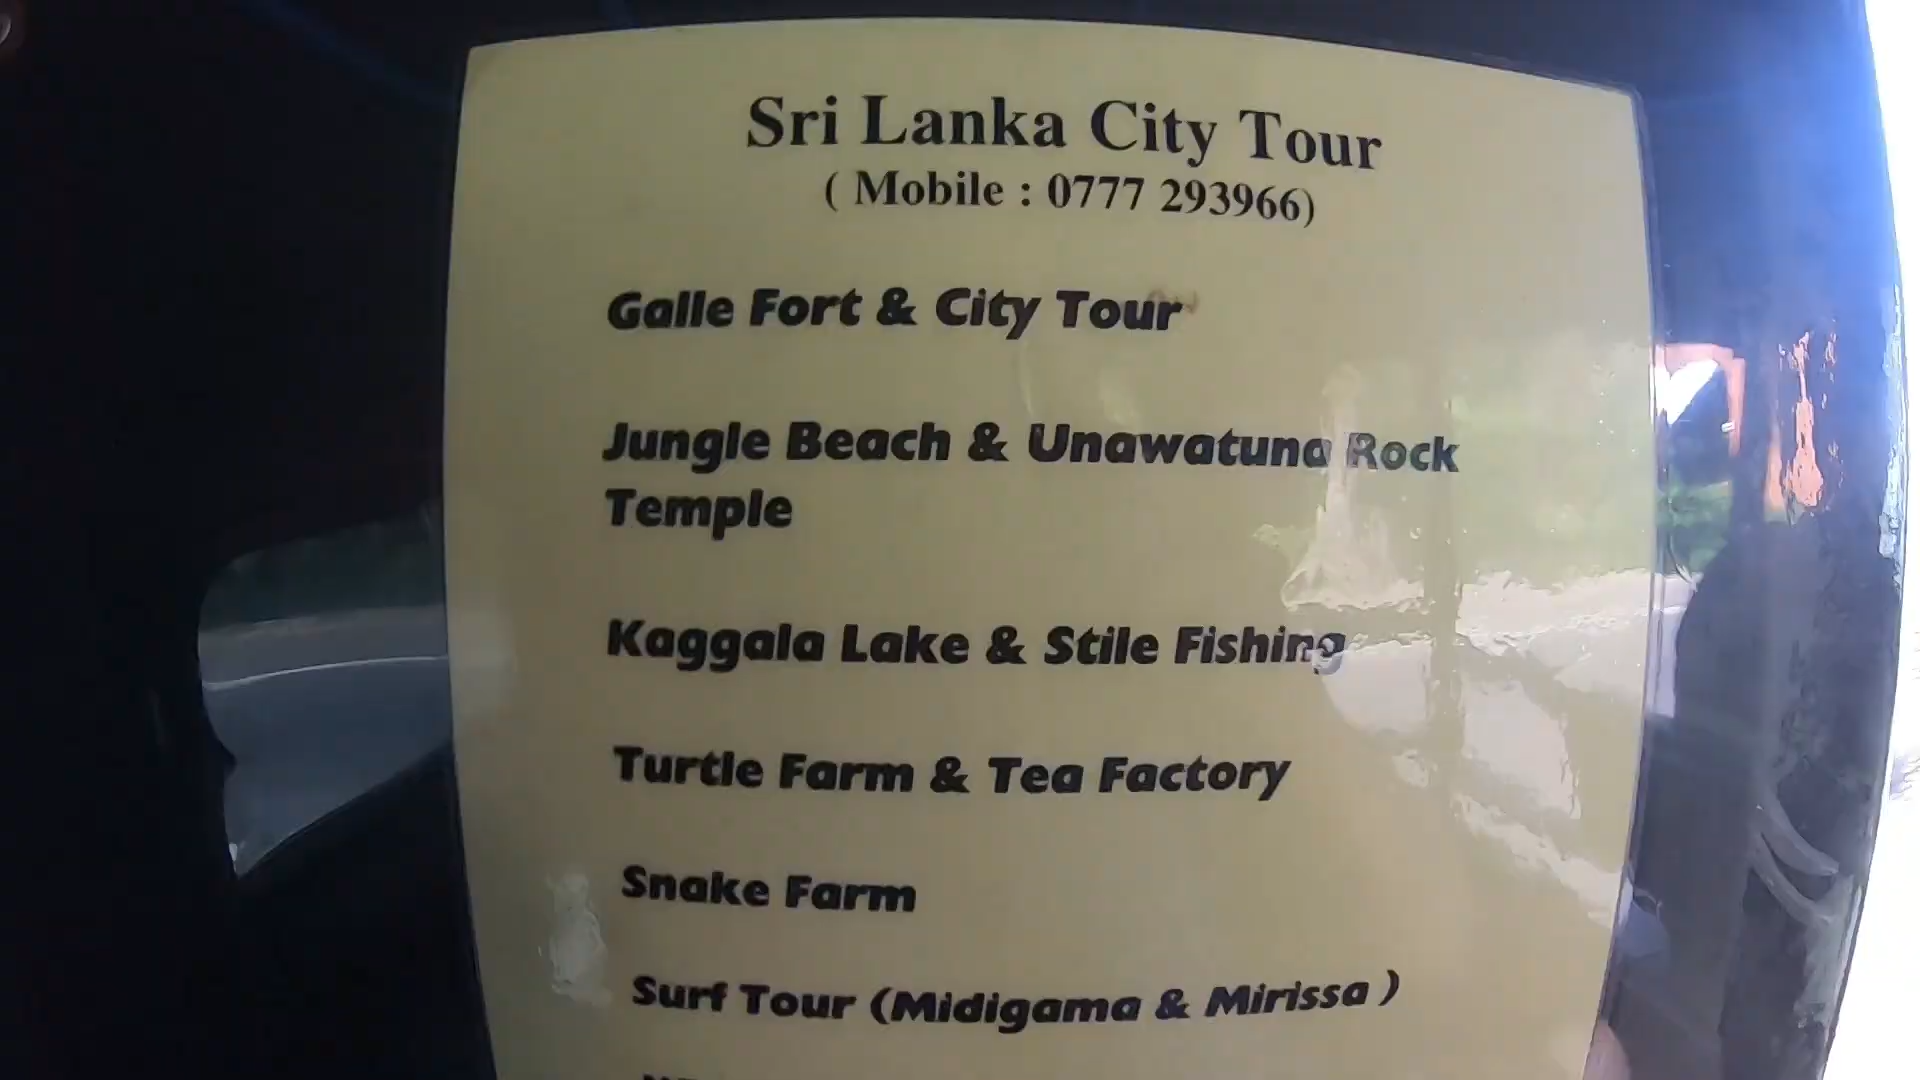 Sri Lanka City Tour
( Mobile : 0777 293966)
Galle Fort & City Tour
Jungle Beach & Unawatuna Rock
Temple
Kaggala Lake & Stile Fishing
Turtle Farm & Tea Factory
Snake Farm
Surf Tour (Midigama & Mirissa )